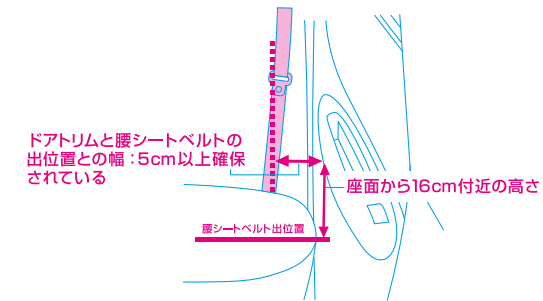 ドアトリムと腰シートベルトの
出位置との幅：5cm以上確保
されている
座面から16cm付近の高さ
腰シートベルト出位置